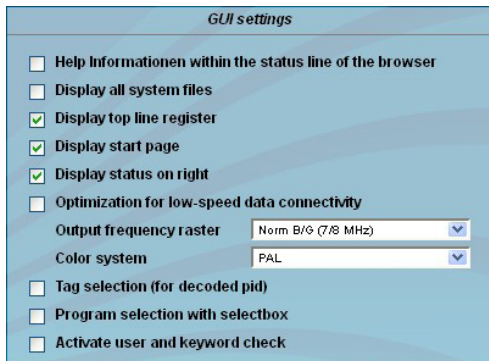 GUI settings
Help Informationen within the status line of the browser
Display all system files
Display top line register
Display start page
Display status on right
Optimization for low-speed data connectivity
Output frequency raster Norm B/G (7/8 MHz)
Color system PAL
Tag selection (for decoded pid)
Program selection with selectbox
Activate user and keyword check